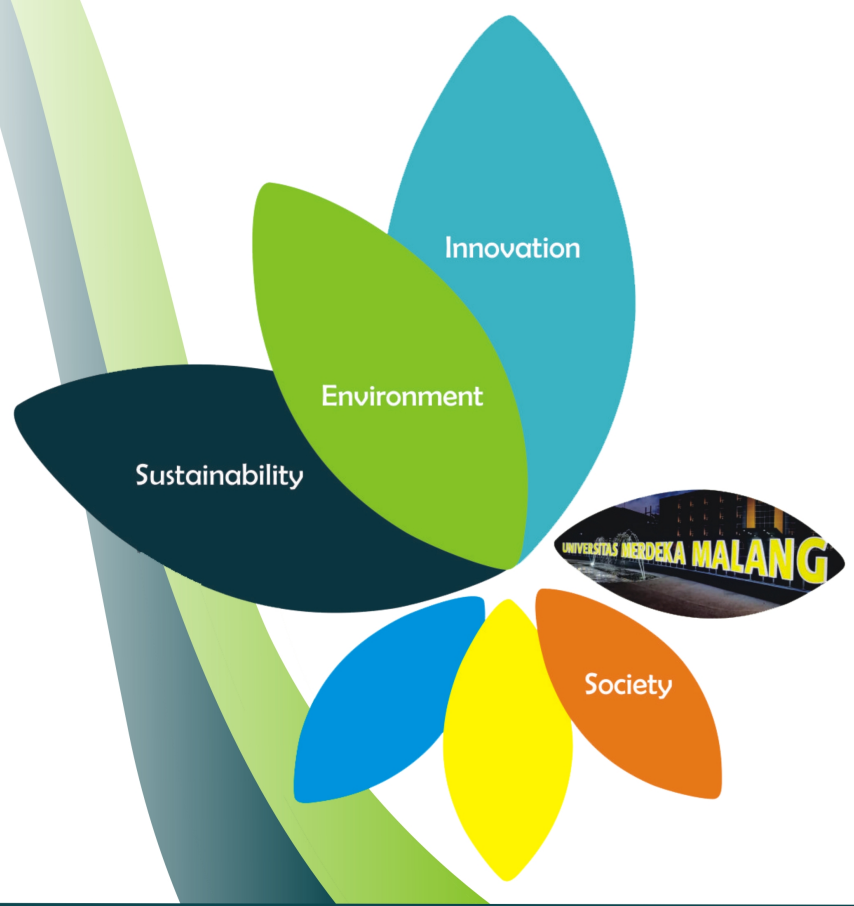 Innovation
Environment
Sustainability
UNIVERSITAS MERDEKA MALANG
Society